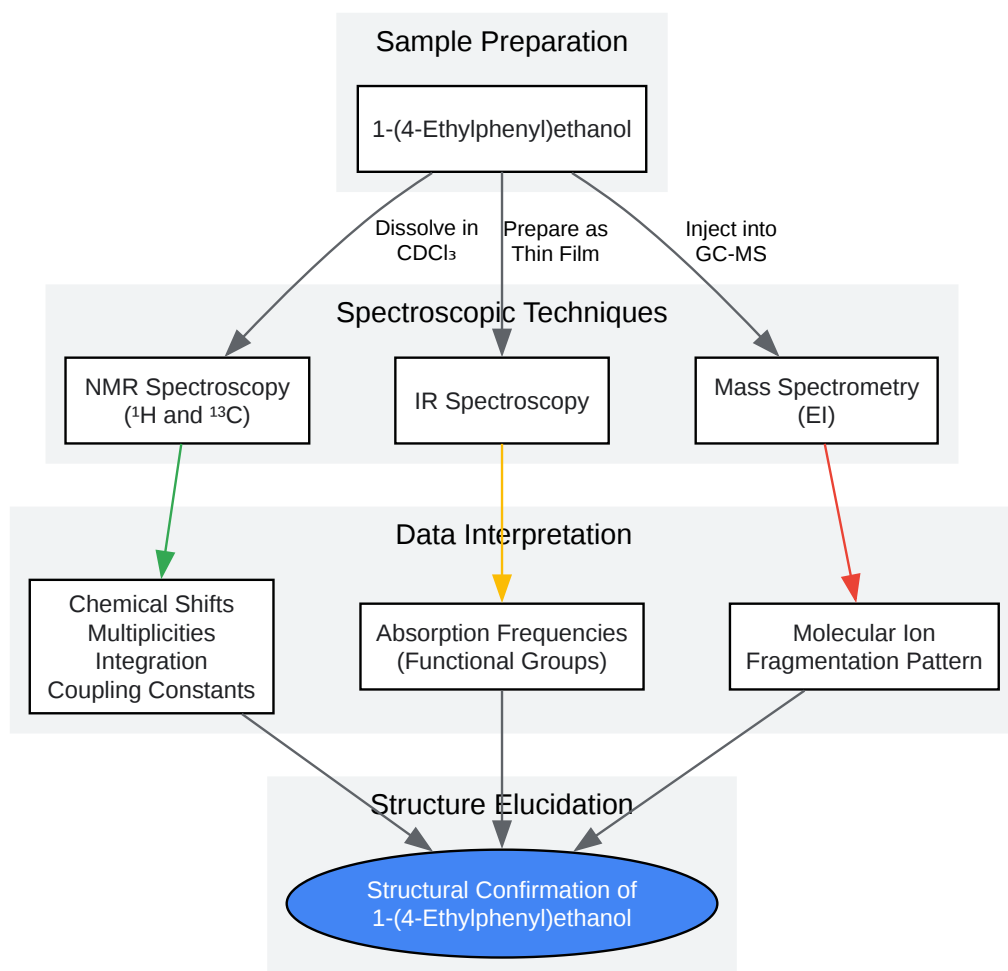 Sample Preparation
1-(4-Ethylphenyl)ethanol
Dissolve in
CDCl₃
Prepare as
Thin Film
Inject into
GC-MS
Spectroscopic Techniques
NMR Spectroscopy
(¹H and ¹³C)
IR Spectroscopy
Mass Spectrometry
(EI)
Data Interpretation
Chemical Shifts
Multiplicities
Integration
Coupling Constants
Absorption Frequencies
(Functional Groups)
Molecular Ion
Fragmentation Pattern
Structure Elucidation
Structural Confirmation of
1-(4-Ethylphenyl)ethanol